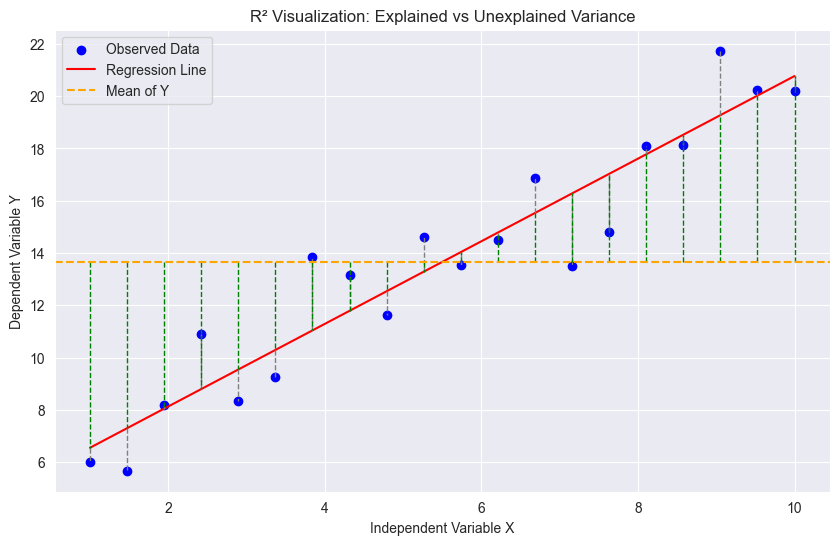 R² Visualization: Explained vs Unexplained Variance
Observed Data
Regression Line
Mean of Y
Dependent Variable Y
22
20
18
16
14
12
10
8
6
2
4
6
8
10
Independent Variable X